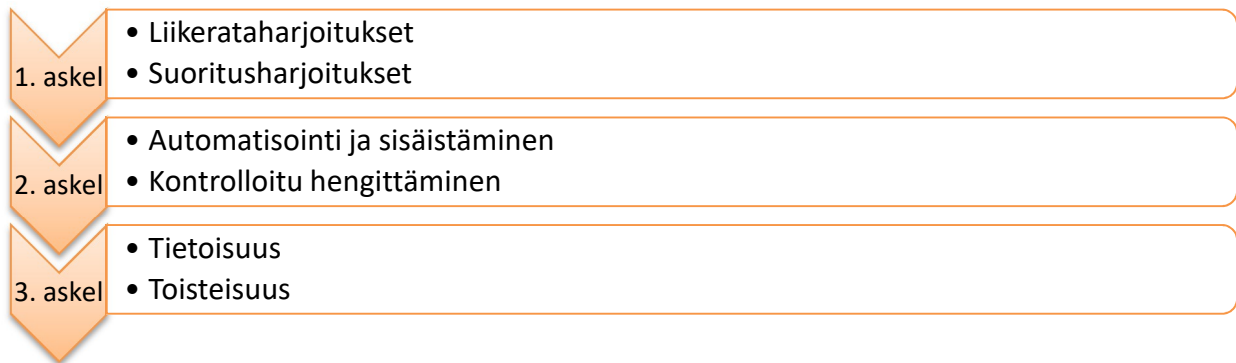 1. askel
• Liikerataharjoitukset
• Suoritusharjoitukset
2. askel
• Automatisointi ja sisäistäminen
• Kontrolloitu hengittäminen
3. askel
• Tietoisuus
• Toisteisuus